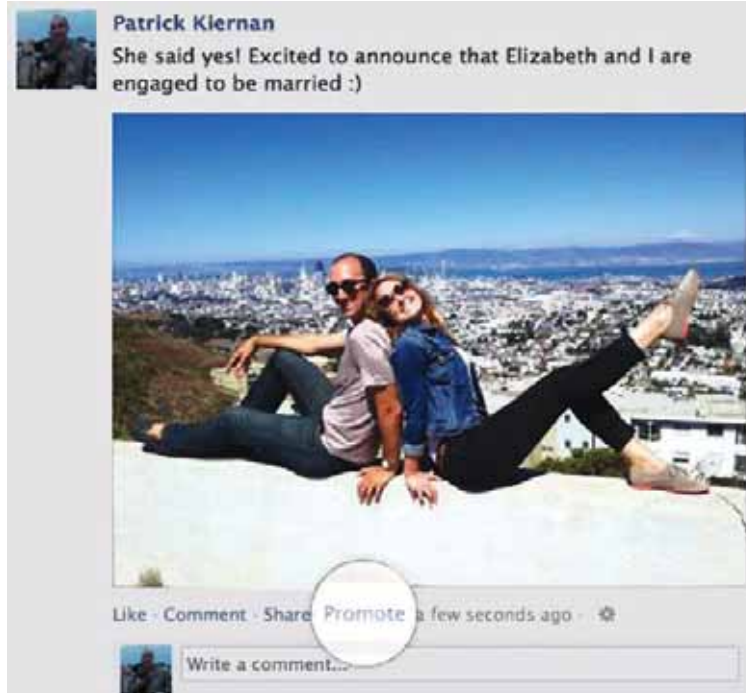 Patrick Kiernan
She said yes! Excited to announce that Elizabeth and I are
engaged to be married :)
Like · Comment · Share Promote a few seconds ago ·
Write a comment...